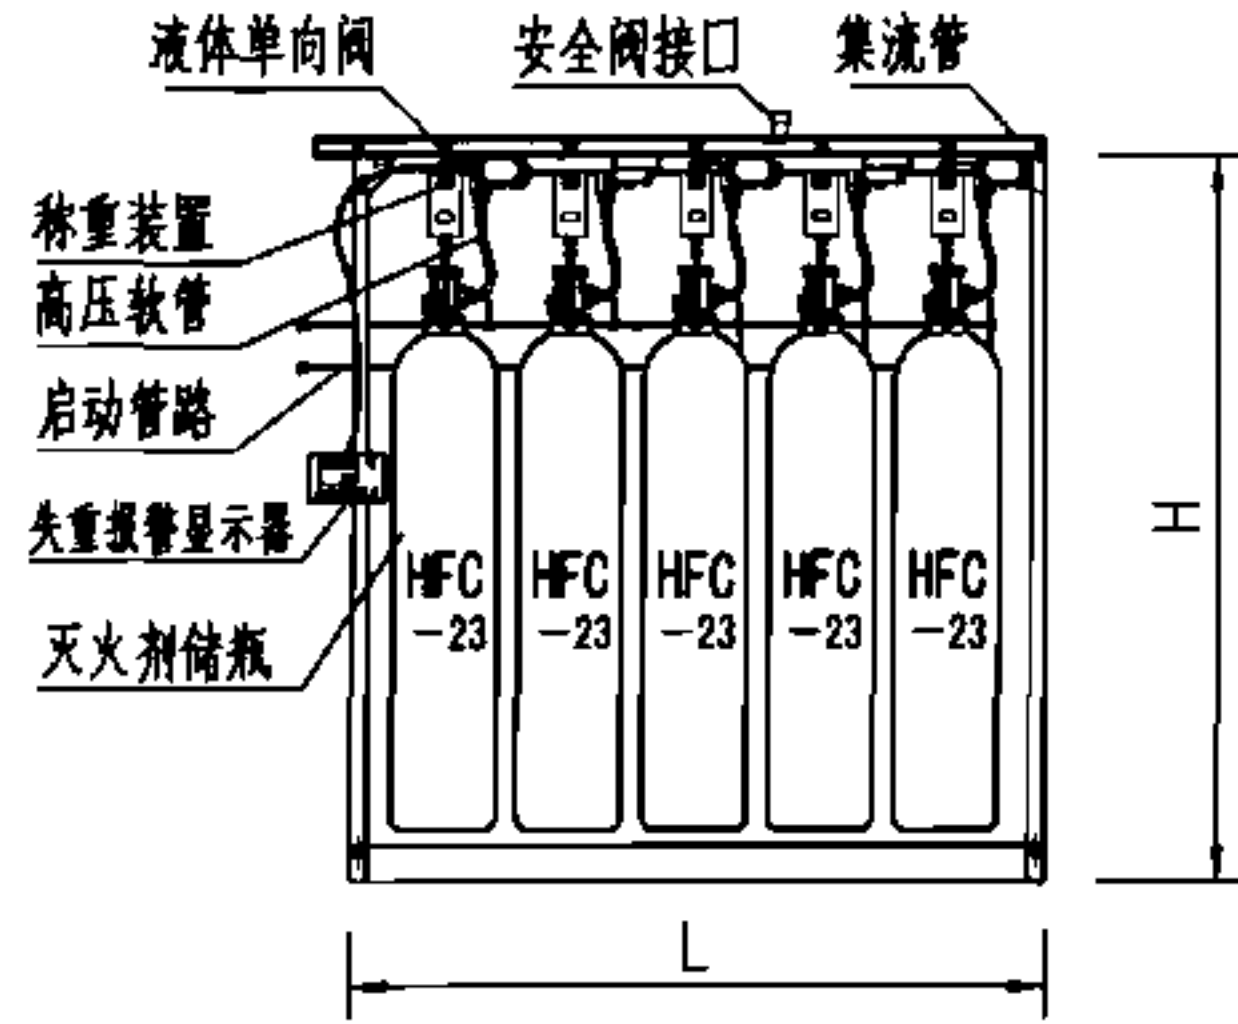 液体单向阀
安全阀接口
集流管
称重装置
高压软管
启动管路
失重报警显示器
灭火剂储瓶
HFC
-23
HFC
-23
HFC
-23
HFC
-23
HFC
-23
H
L